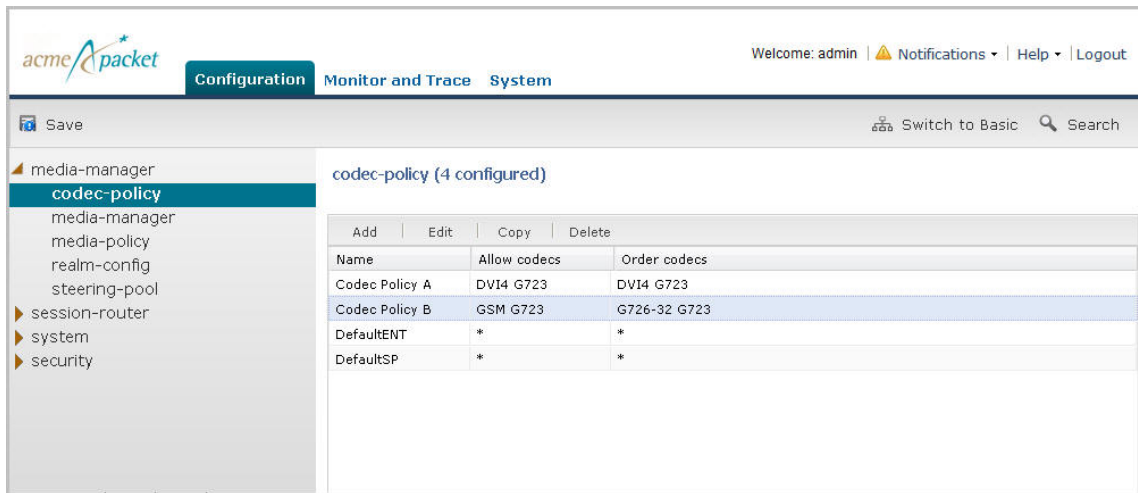 acme packet
Welcome: admin | Notifications | Help | Logout
Configuration Monitor and Trace System
Save Switch to Basic Search
media-manager
codec-policy
media-manager
media-policy
realm-config
steering-pool
session-router
system
security
codec-policy (4 configured)
Add | Edit | Copy | Delete
Name Allow codecs Order codecs
Codec Policy A DVI4 G723 DVI4 G723
Codec Policy B GSM G723 G726-32 G723
DefaultENT * *
DefaultSP * *